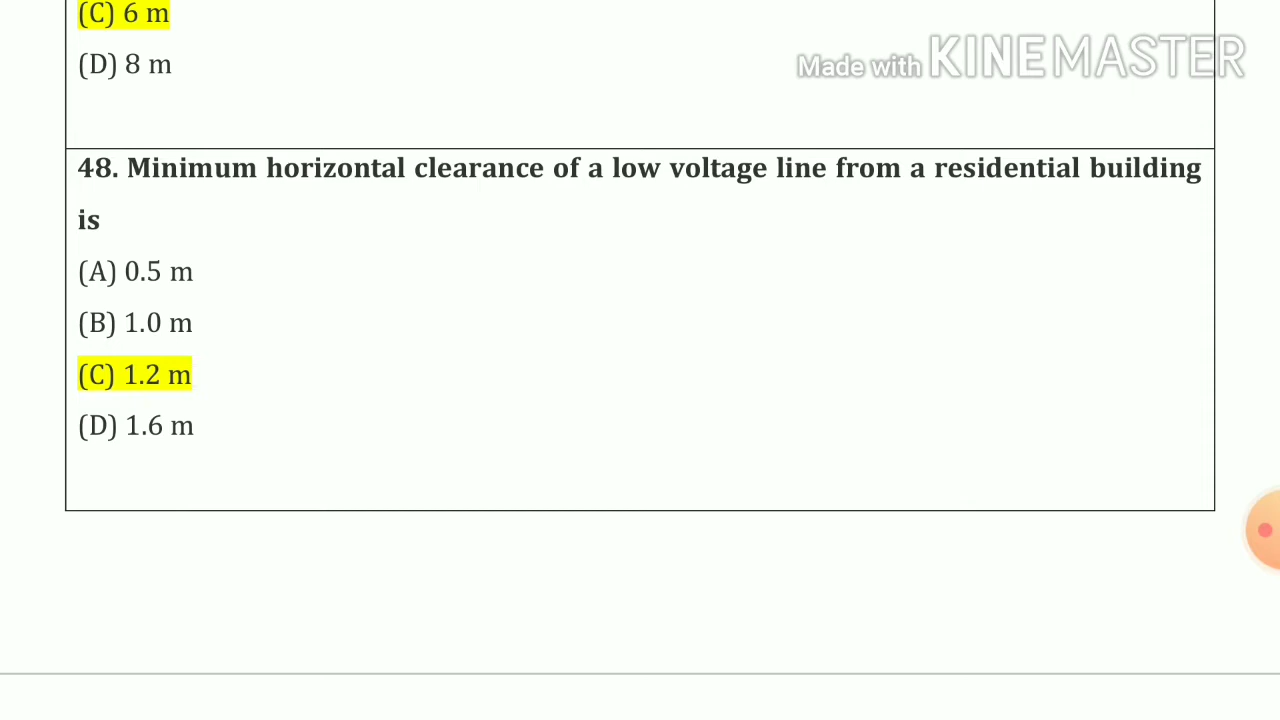 (C) 6 m
(D) 8 m
Made with KINEMASTER
48. Minimum horizontal clearance of a low voltage line from a residential building
is
(A) 0.5 m
(B) 1.0 m
(C) 1.2 m
(D) 1.6 m